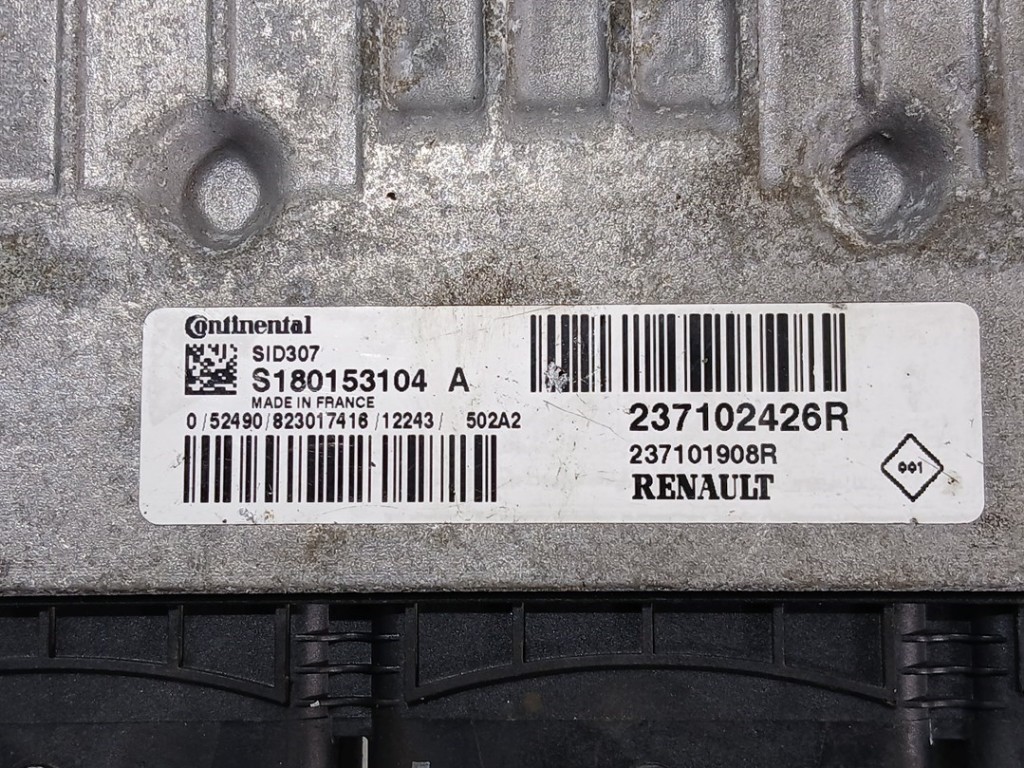 Continental
SID307
S180153104 A
MADE IN FRANCE
0/52490/823017416/12243/ 502A2
237102426R
237101908R
RENAULT
001